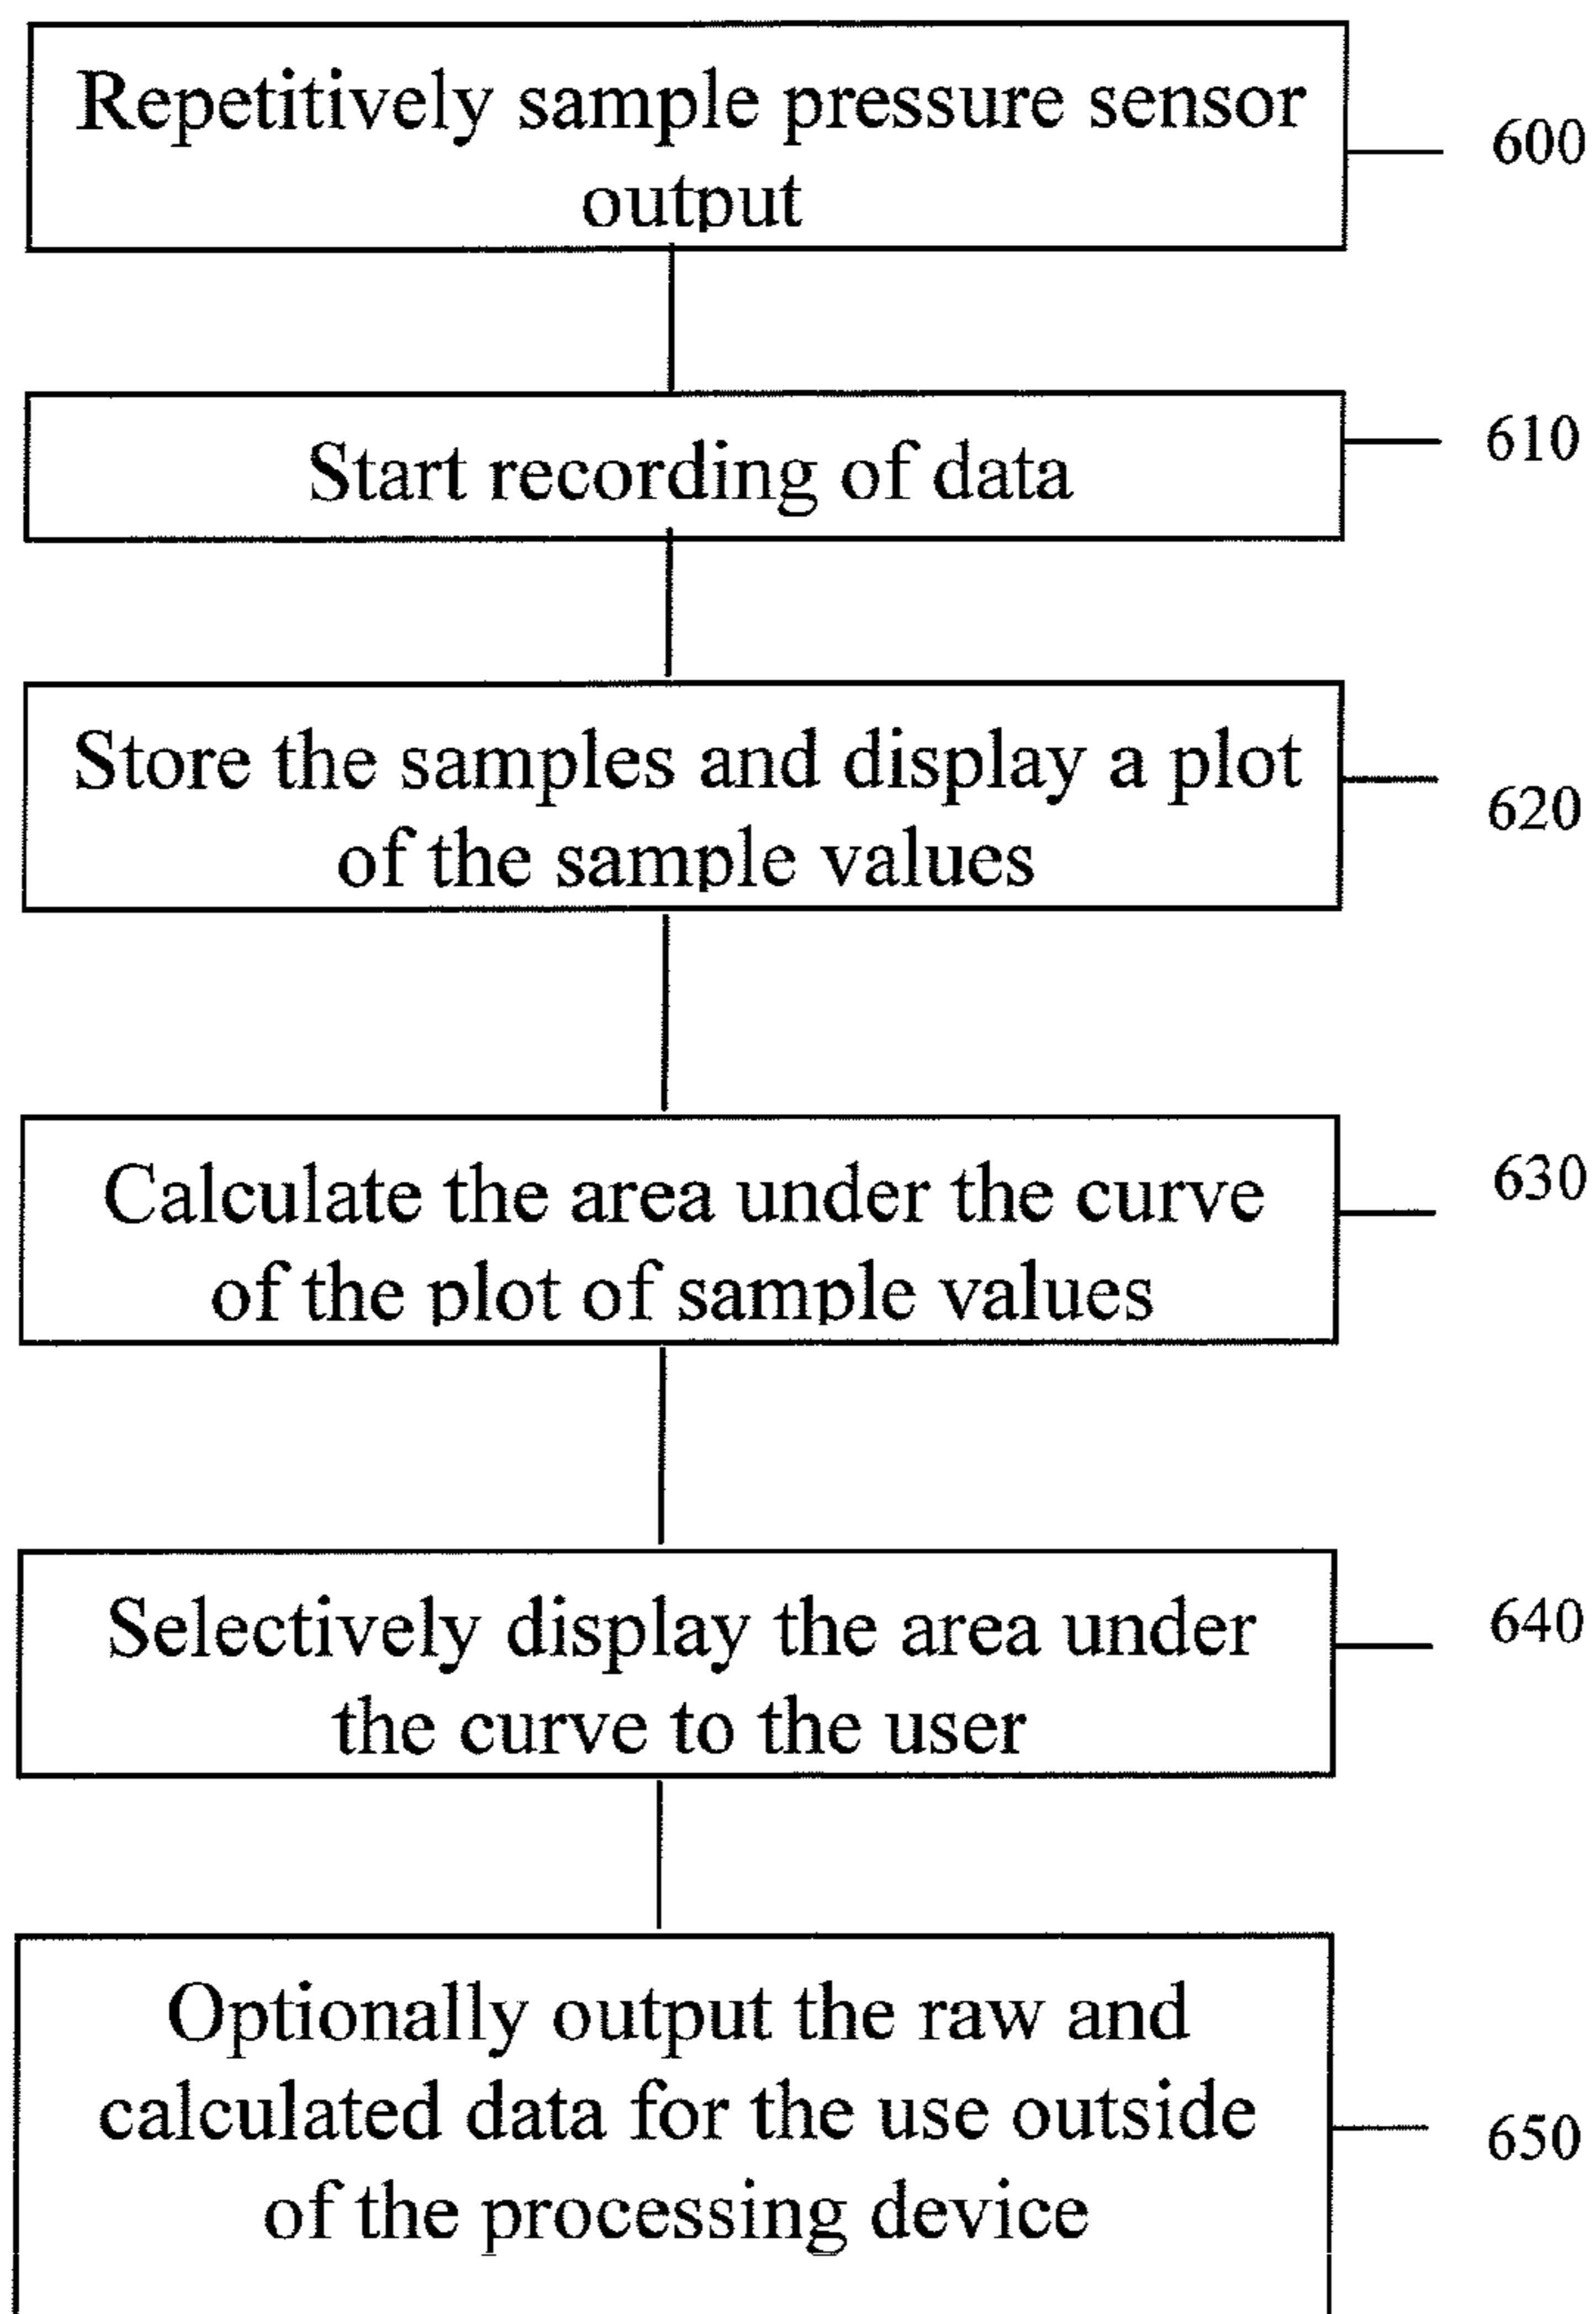 Repetitively sample pressure sensor
output
600
Start recording of data
610
Store the samples and display a plot
of the sample values
620
Calculate the area under the curve
of the plot of sample values
630
Selectively display the area under
the curve to the user
640
Optionally output the raw and
calculated data for the use outside
of the processing device
650